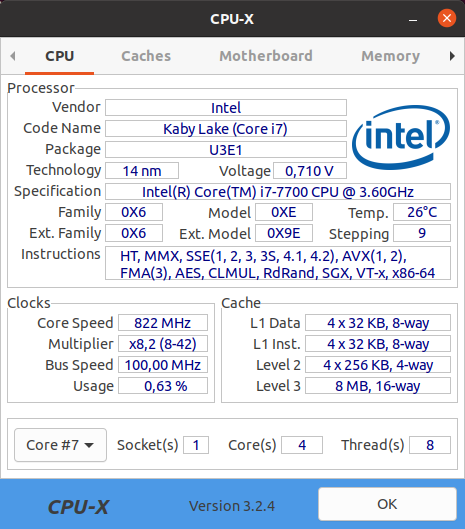 CPU-X
CPU Caches Motherboard Memory
Processor
Vendor Intel
intel
Code Name Kaby Lake (Core i7)
Package U3E1
Technology 14 nm Voltage 0,710 V
Specification Intel(R) Core(TM) i7-7700 CPU @ 3.60GHz
Family 0X6 Model 0XE Temp. 26°C
Ext. Family 0X6 Ext. Model 0X9E Stepping 9
Instructions HT, MMX, SSE(1, 2, 3, 3S, 4.1, 4.2), AVX(1, 2),
FMA(3), AES, CLMUL, RdRand, SGX, VT-x, x86-64
Clocks
Core Speed 822 MHz
Multiplier x8,2 (8-42)
Bus Speed 100,00 MHz
Usage 0,63 %
Cache
L1 Data 4 x 32 KB, 8-way
L1 Inst. 4 x 32 KB, 8-way
Level 2 4 x 256 KB, 4-way
Level 3 8 MB, 16-way
Core #7 Socket(s) 1 Core(s) 4 Thread(s) 8
CPU-X Version 3.2.4 OK